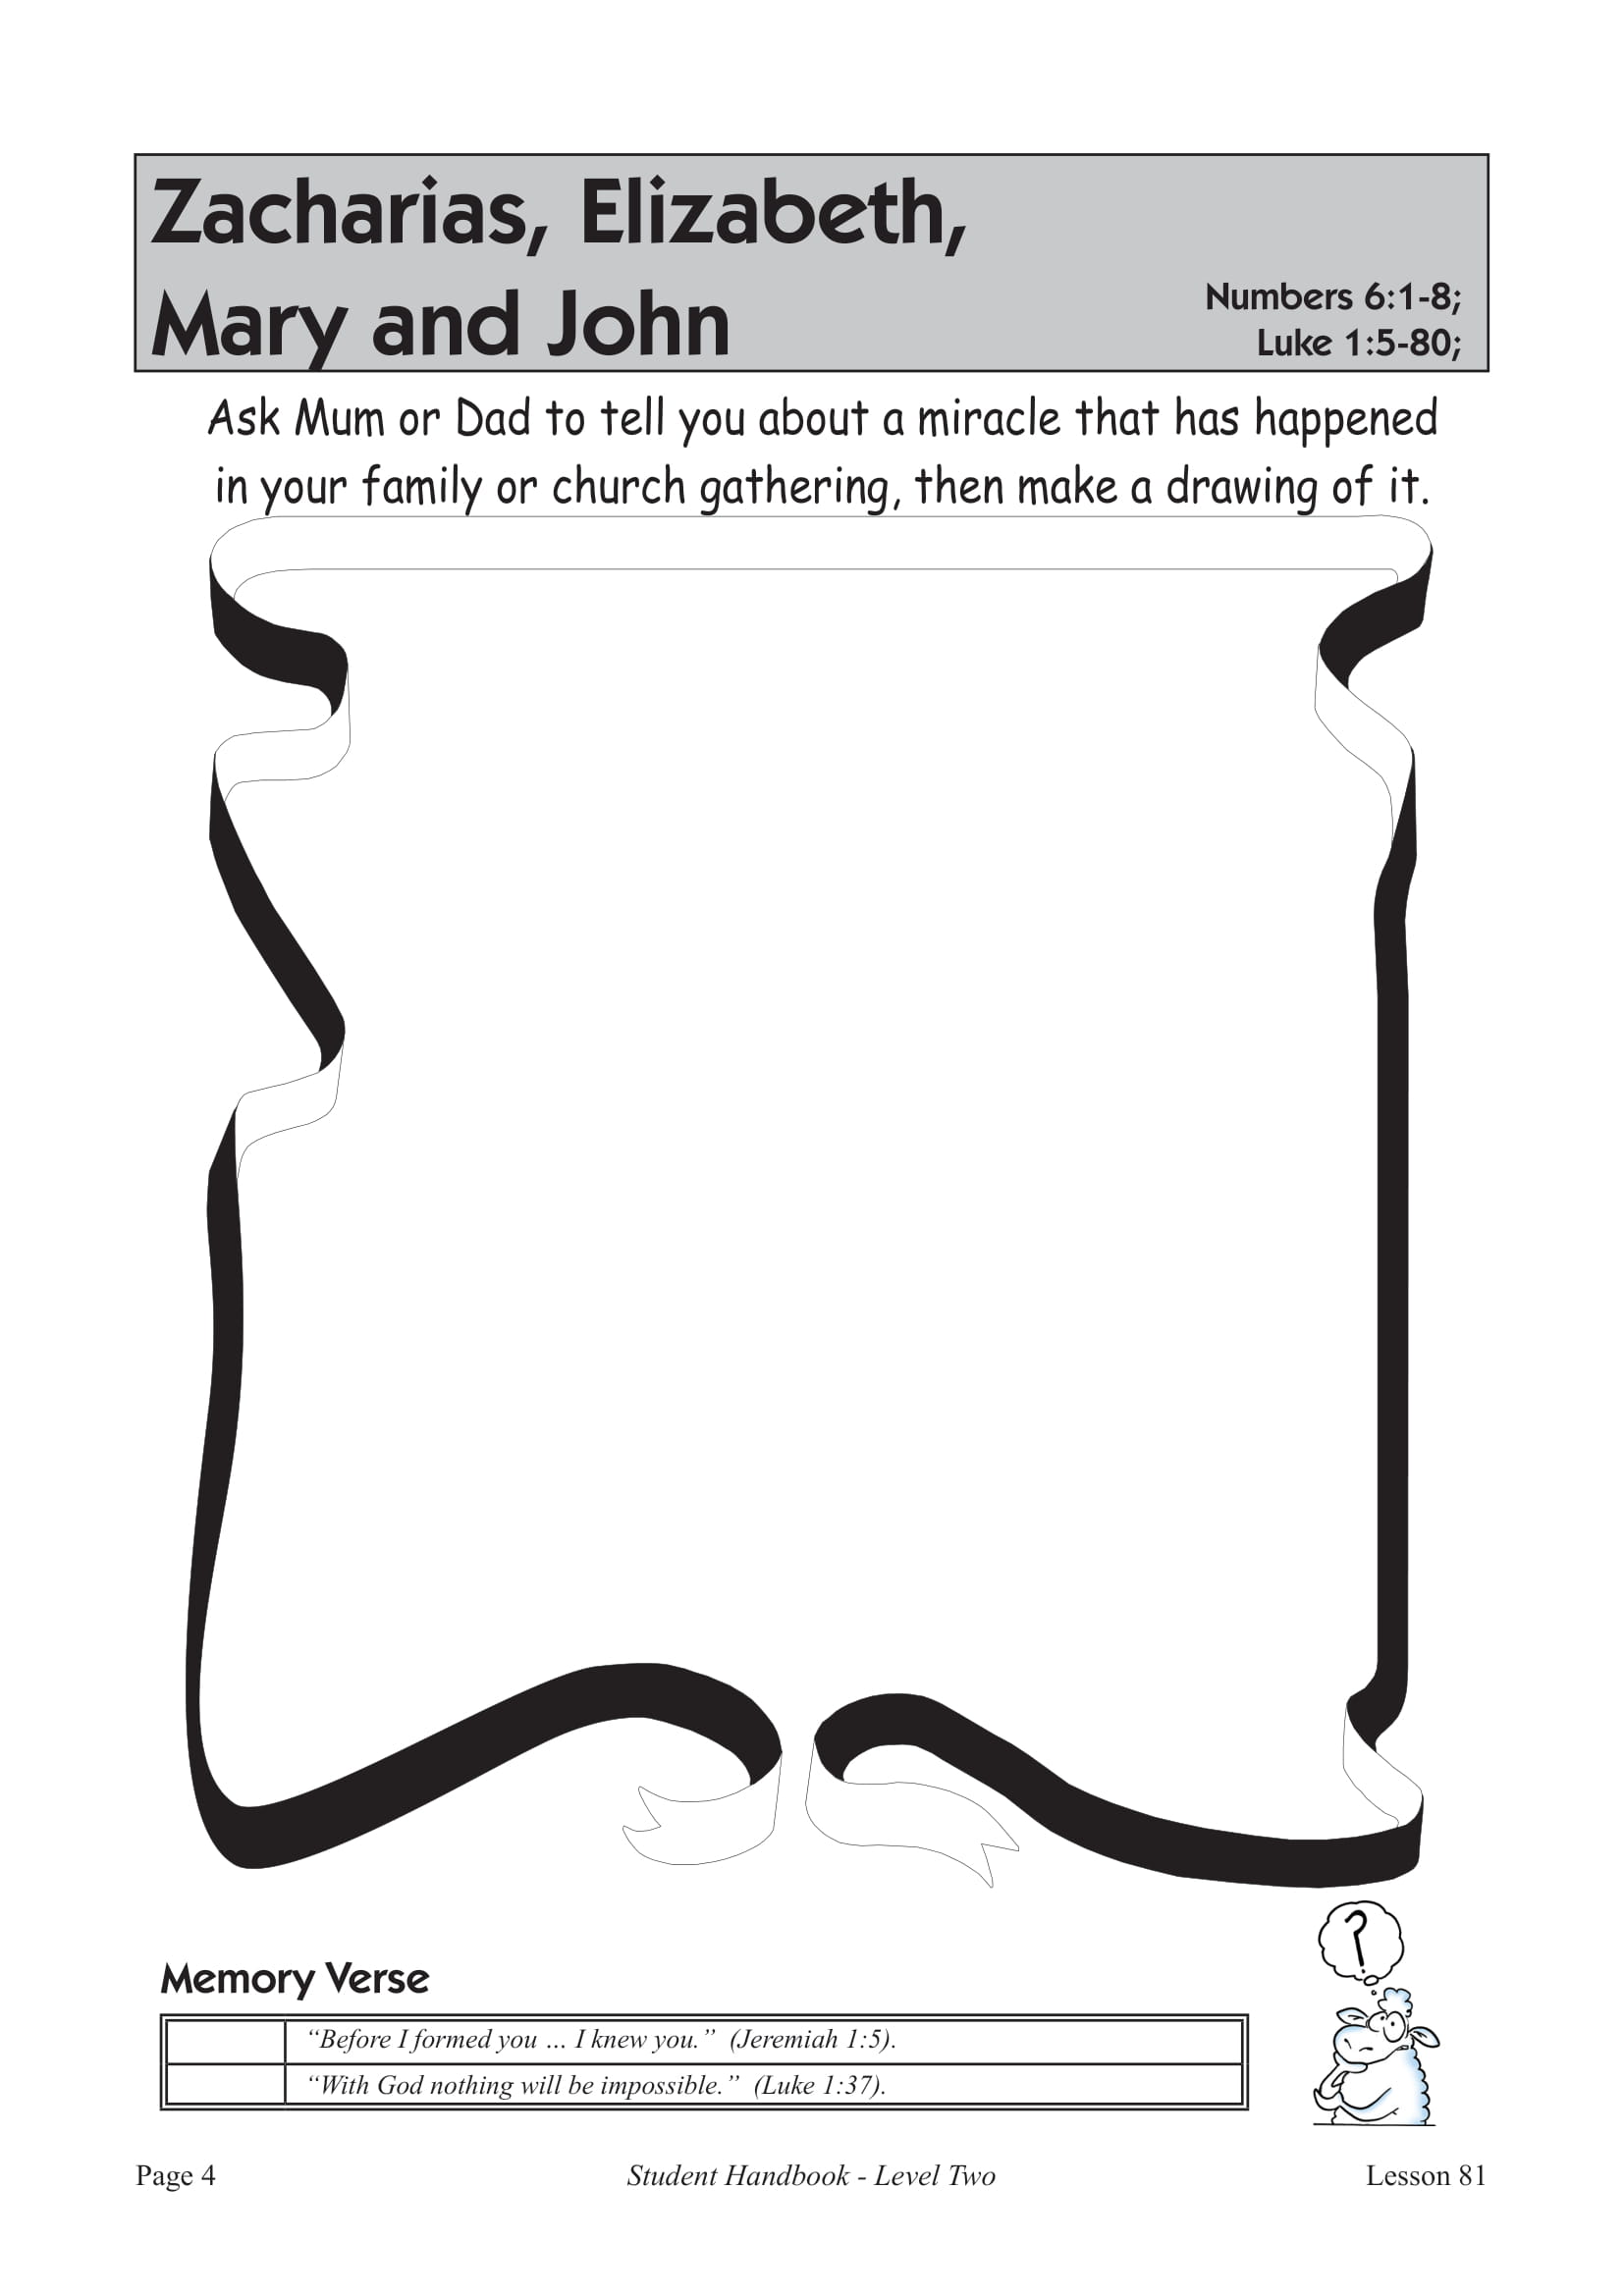 Zacharias, Elizabeth,
Mary and John
Numbers 6:1-8;
Luke 1:5-80;
Ask Mum or Dad to tell you about a miracle that has happened
in your family or church gathering, then make a drawing of it.
?
Memory Verse
“Before I formed you ... I knew you.” (Jeremiah 1:5).
“With God nothing will be impossible.” (Luke 1:37).
Page 4
Student Handbook - Level Two
Lesson 81